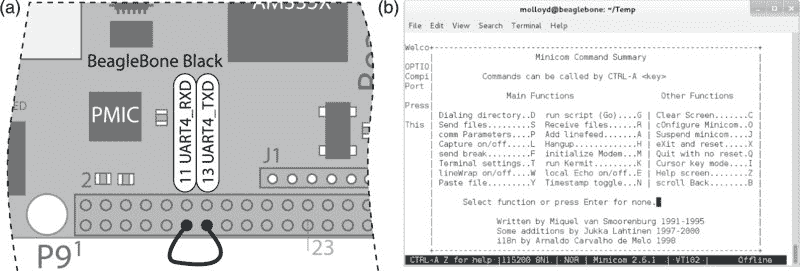 (a)
AM335X
BeagleBone Black
PMIC
11 UART4_RXD
13 UART4_TXD
J1
2
P9
1
23
(b)
molloyd@beaglebone: ~/Temp
File Edit View Search Terminal Help
Welco
Minicom Command Summary
OPTIO
Compi
Commands can be called by CTRL-A <key>
Port
Press
Main Functions Other Functions
This
Dialing directory..D run script (Go)....G | Clear Screen.......C
Send files.........S Receive files......R | cOnfigure Minicom..O
comm Parameters....P Add linefeed.......A | Suspend minicom....J
Capture on/off.....L Hangup.............H | eXit and reset.....X
send break.........F initialize Modem...M | Quit with no reset.Q
Terminal settings..T run Kermit.........K | Cursor key mode....I
lineWrap on/off....W local Echo on/off..E | Help screen........Z
Paste file.........Y Timestamp toggle...N | scroll Back........B
Select function or press Enter for none.
Written by Miquel van Smoorenburg 1991-1995
Some additions by Jukka Lahtinen 1997-2000
i18n by Arnaldo Carvalho de Melo 1998
CTRL-A Z for help |115200 8N1 | NOR | Minicom 2.6.1 | VT102 | Offline